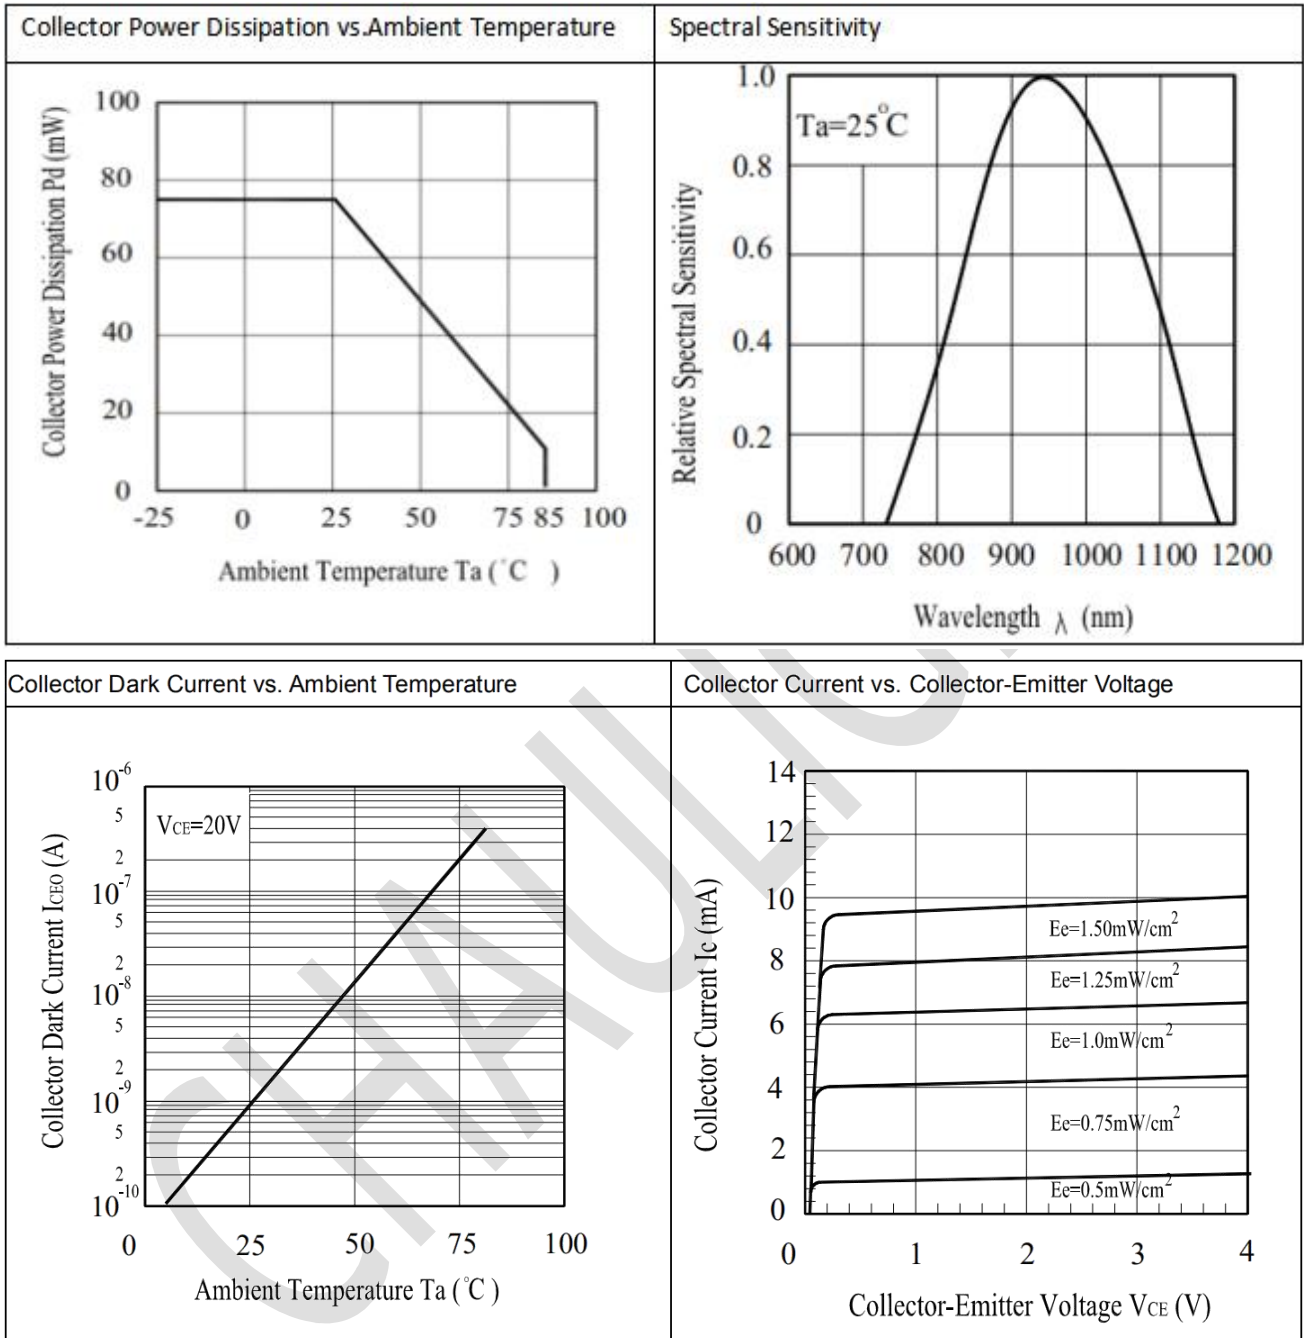 Collector Power Dissipation vs.Ambient Temperature
Collector Power Dissipation Pd (mW)
100
80
60
40
20
0
-25 0 25 50 75 85 100
Ambient Temperature Ta (°C )
Spectral Sensitivity
Ta=25°C
Relative Spectral Sensitivity
1.0
0.8
0.6
0.4
0.2
0
600 700 800 900 1000 1100 1200
Wavelength λ (nm)
Collector Dark Current vs. Ambient Temperature
VCE=20V
Collector Dark Current ICEO (A)
10-6
5
2
10-7
5
2
10-8
5
2
10-9
5
2
10-10
0 25 50 75 100
Ambient Temperature Ta (°C )
Collector Current vs. Collector-Emitter Voltage
Collector Current Ic (mA)
14
12
10
8
6
4
2
0
Ee=1.50mW/cm2
Ee=1.25mW/cm2
Ee=1.0mW/cm2
Ee=0.75mW/cm2
Ee=0.5mW/cm2
0 1 2 3 4
Collector-Emitter Voltage VCE (V)